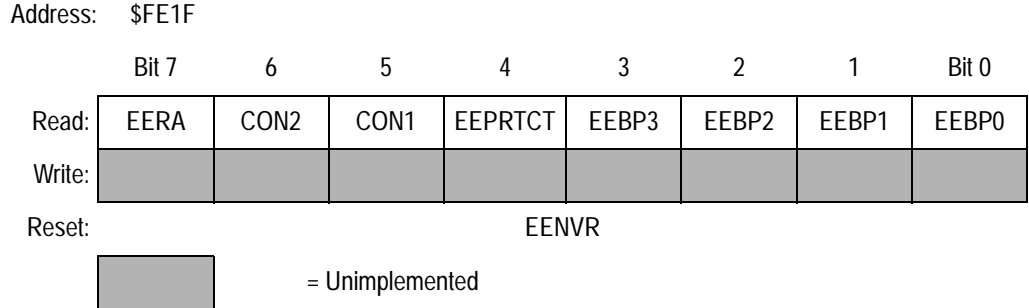 Address: $FE1F
Bit 7 6 5 4 3 2 1 Bit 0
Read: EERA CON2 CON1 EEPRTCT EEBP3 EEBP2 EEBP1 EEBP0
Write:
Reset: EENVR
= Unimplemented